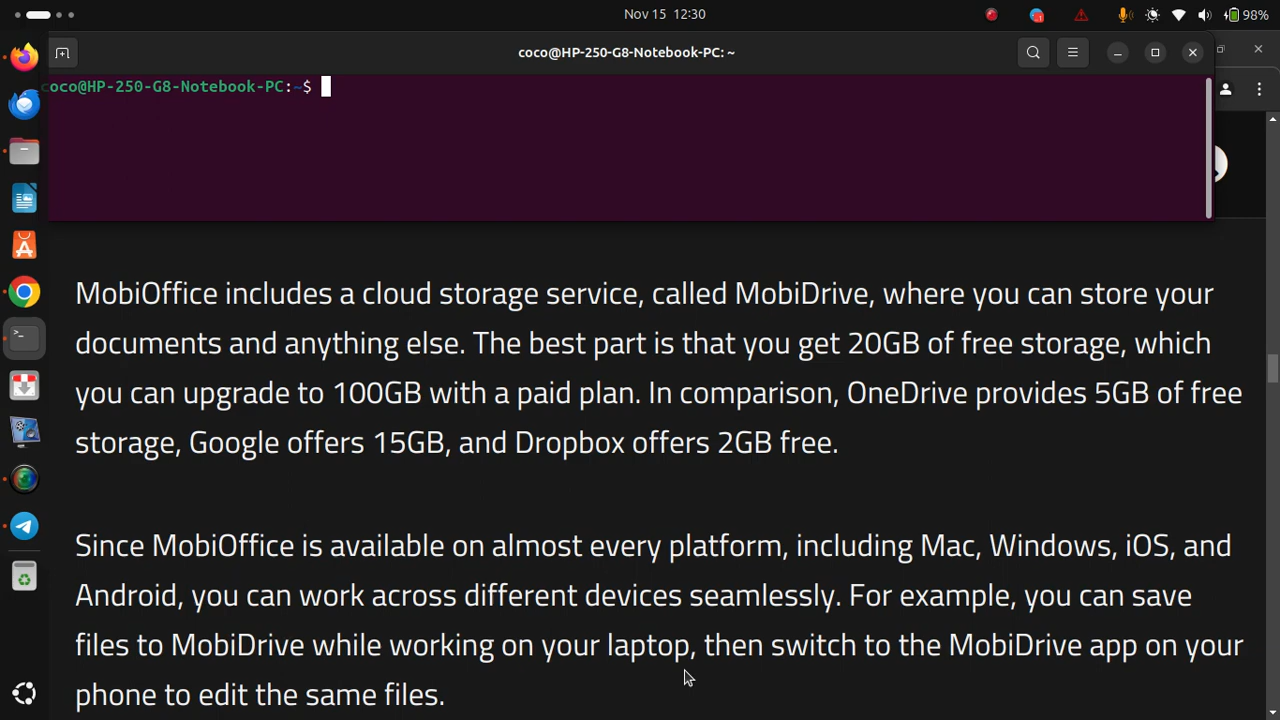 Nov 15 12:30
98%
coco@HP-250-G8-Notebook-PC: ~
coco@HP-250-G8-Notebook-PC:~$
MobiOffice includes a cloud storage service, called MobiDrive, where you can store your
documents and anything else. The best part is that you get 20GB of free storage, which
you can upgrade to 100GB with a paid plan. In comparison, OneDrive provides 5GB of free
storage, Google offers 15GB, and Dropbox offers 2GB free.
Since MobiOffice is available on almost every platform, including Mac, Windows, iOS, and
Android, you can work across different devices seamlessly. For example, you can save
files to MobiDrive while working on your laptop, then switch to the MobiDrive app on your
phone to edit the same files.